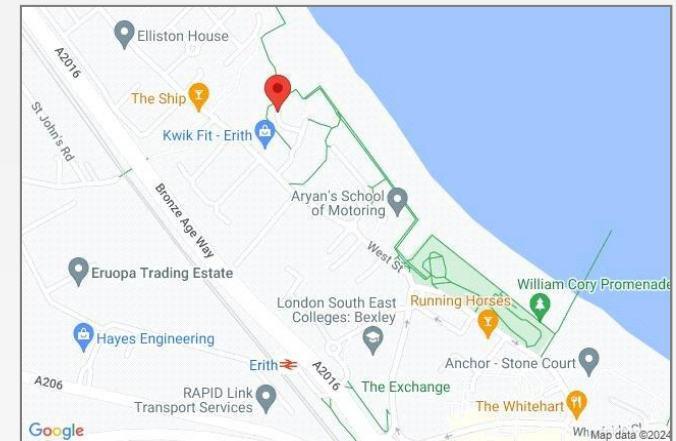 Elliston House
A2016
The Ship
Kwik Fit - Erith
St John's Rd
Aryan's School
of Motoring
Bronze Age Way
West St
Eruopa Trading Estate
William Cory Promenade
London South East
Colleges: Bexley
Running Horses
Hayes Engineering
Erith
A2016
Anchor - Stone Court
A206
RAPID Link
Transport Services
The Exchange
The Whitehart
Google
Map data ©2024